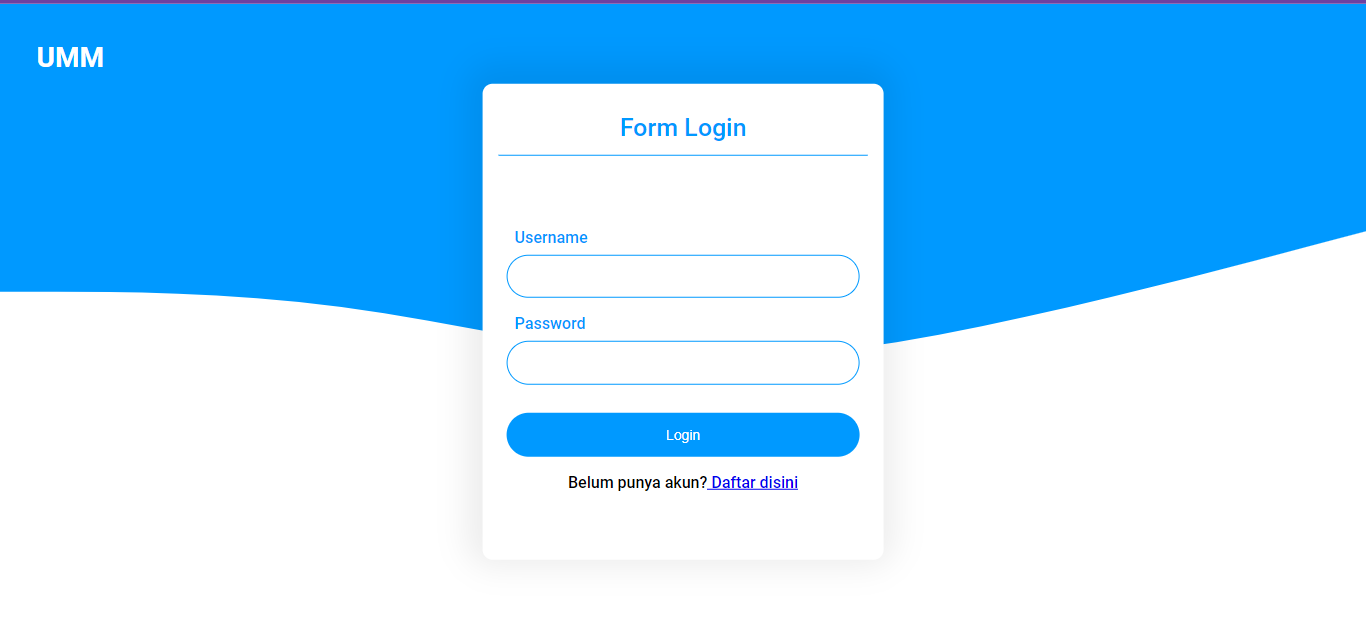 UMM
Form Login
Username
Password
Login
Belum punya akun? Daftar disini